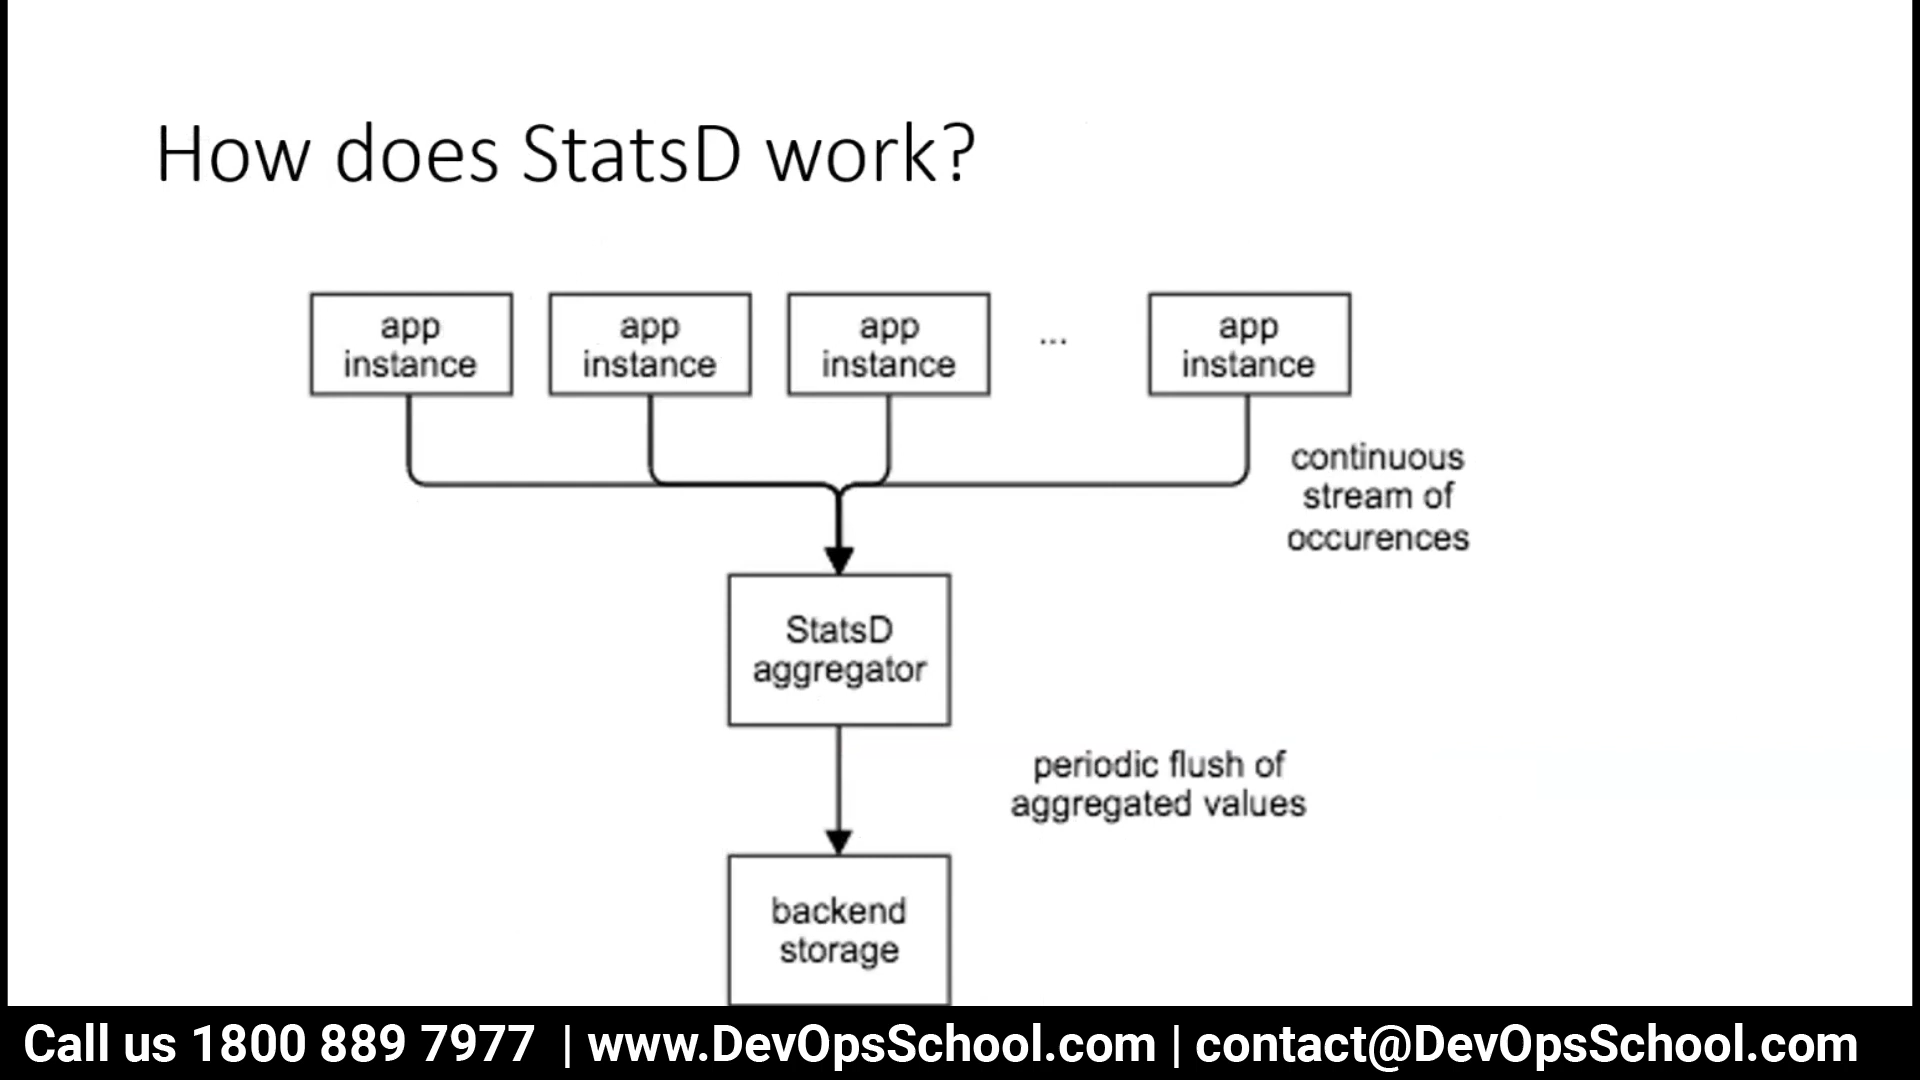 How does StatsD work?
app
instance
app
instance
app
instance
...
app
instance
continuous
stream of
occurences
StatsD
aggregator
periodic flush of
aggregated values
backend
storage
Call us 1800 889 7977 | www.DevOpsSchool.com | contact@DevOpsSchool.com